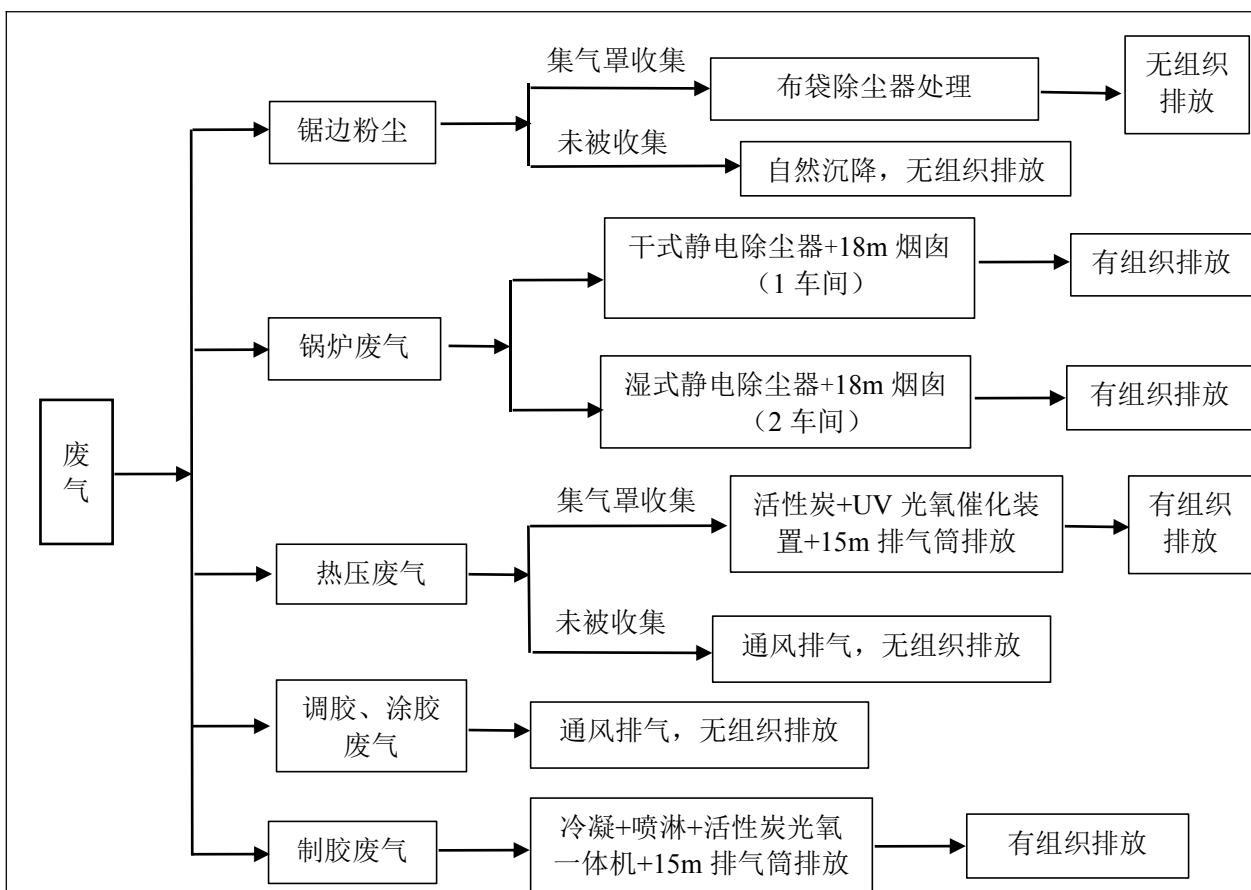 集气罩收集
布袋除尘器处理
无组织
排放
锯边粉尘
未被收集
自然沉降，无组织排放
干式静电除尘器+18m 烟囱
（1 车间）
有组织排放
锅炉废气
湿式静电除尘器+18m 烟囱
（2 车间）
有组织排放
废
气
集气罩收集
活性炭+UV 光氧催化装
置+15m 排气筒排放
有组织
排放
热压废气
未被收集
通风排气，无组织排放
调胶、涂胶
废气
通风排气，无组织排放
制胶废气
冷凝+喷淋+活性炭光氧
一体机+15m 排气筒排放
有组织排放